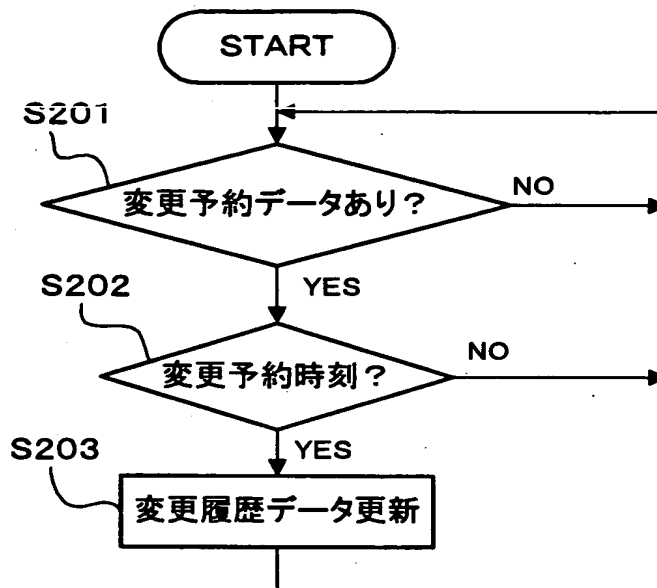 START
S201
変更予約データあり?
NO
YES
S202
変更予約時刻?
NO
YES
S203
変更履歴データ更新